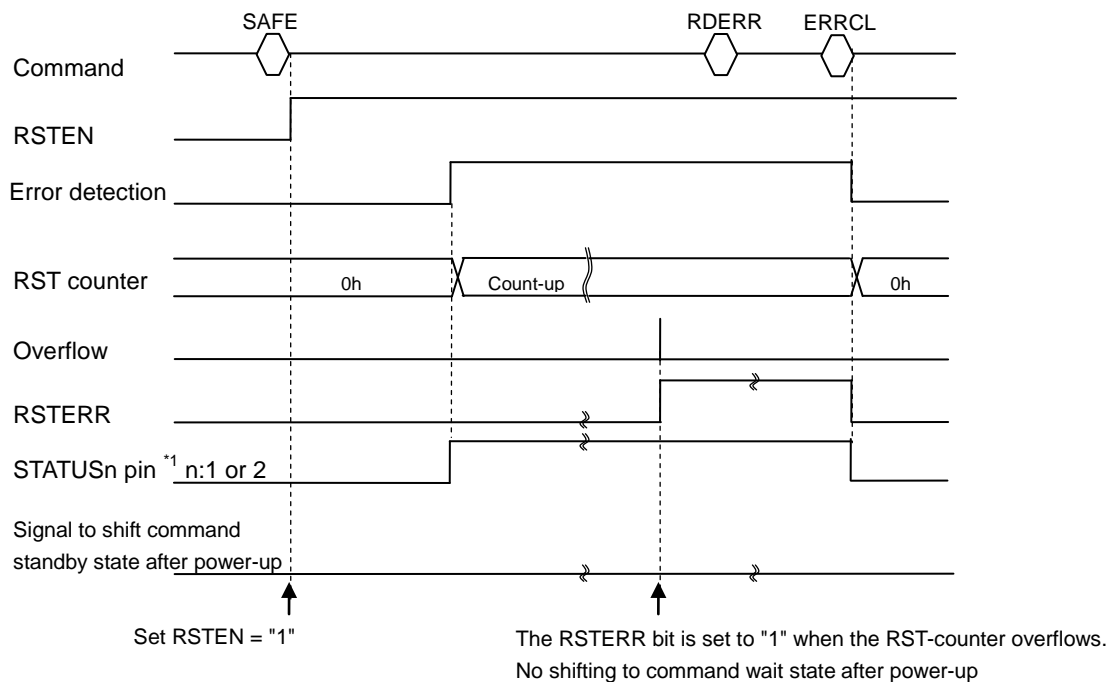 SAFE RDERR ERRCL
Command
RSTEN
Error detection
RST counter 0h Count-up 0h
Overflow
RSTERR
STATUSn pin *1 n:1 or 2
Signal to shift command
standby state after power-up
Set RSTEN = "1"
The RSTERR bit is set to "1" when the RST-counter overflows.
No shifting to command wait state after power-up